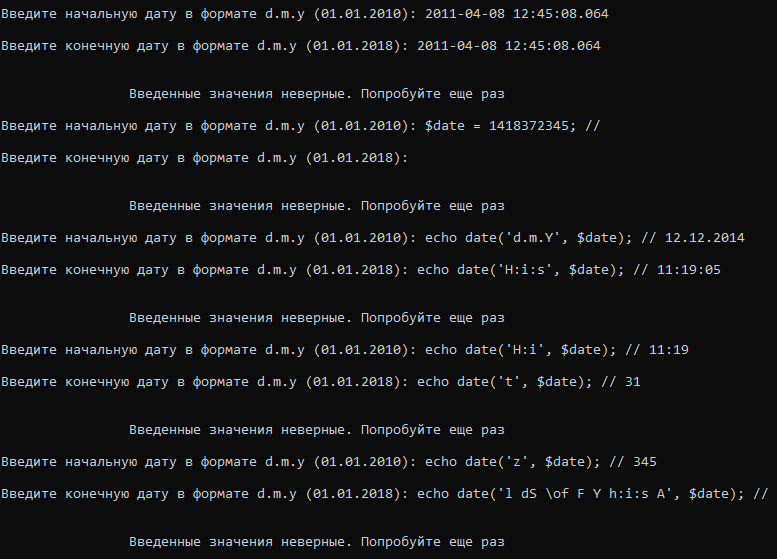 Введите начальную дату в формате d.m.y (01.01.2010): 2011-04-08 12:45:08.064
Введите конечную дату в формате d.m.y (01.01.2018): 2011-04-08 12:45:08.064
Введенные значения неверные. Попробуйте еще раз
Введите начальную дату в формате d.m.y (01.01.2010): $date = 1418372345; //
Введите конечную дату в формате d.m.y (01.01.2018):
Введенные значения неверные. Попробуйте еще раз
Введите начальную дату в формате d.m.y (01.01.2010): echo date('d.m.Y', $date); // 12.12.2014
Введите конечную дату в формате d.m.y (01.01.2018): echo date('H:i:s', $date); // 11:19:05
Введенные значения неверные. Попробуйте еще раз
Введите начальную дату в формате d.m.y (01.01.2010): echo date('H:i', $date); // 11:19
Введите конечную дату в формате d.m.y (01.01.2018): echo date('t', $date); // 31
Введенные значения неверные. Попробуйте еще раз
Введите начальную дату в формате d.m.y (01.01.2010): echo date('z', $date); // 345
Введите конечную дату в формате d.m.y (01.01.2018): echo date('l dS \of F Y h:i:s A', $date); //
Введенные значения неверные. Попробуйте еще раз